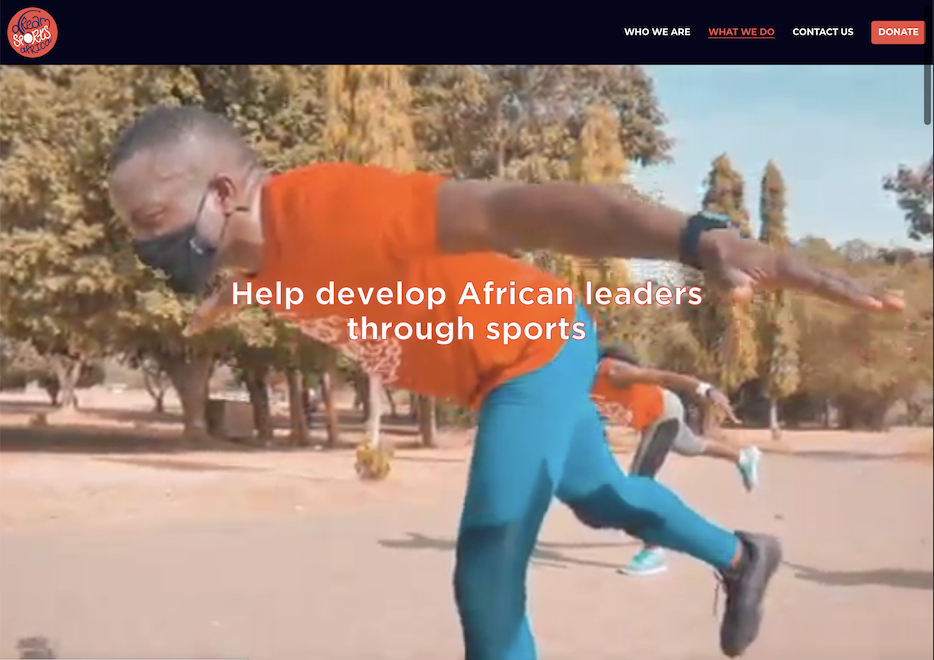 dream
sports
africa
WHO WE ARE
WHAT WE DO
CONTACT US
DONATE
Help develop African leaders
through sports